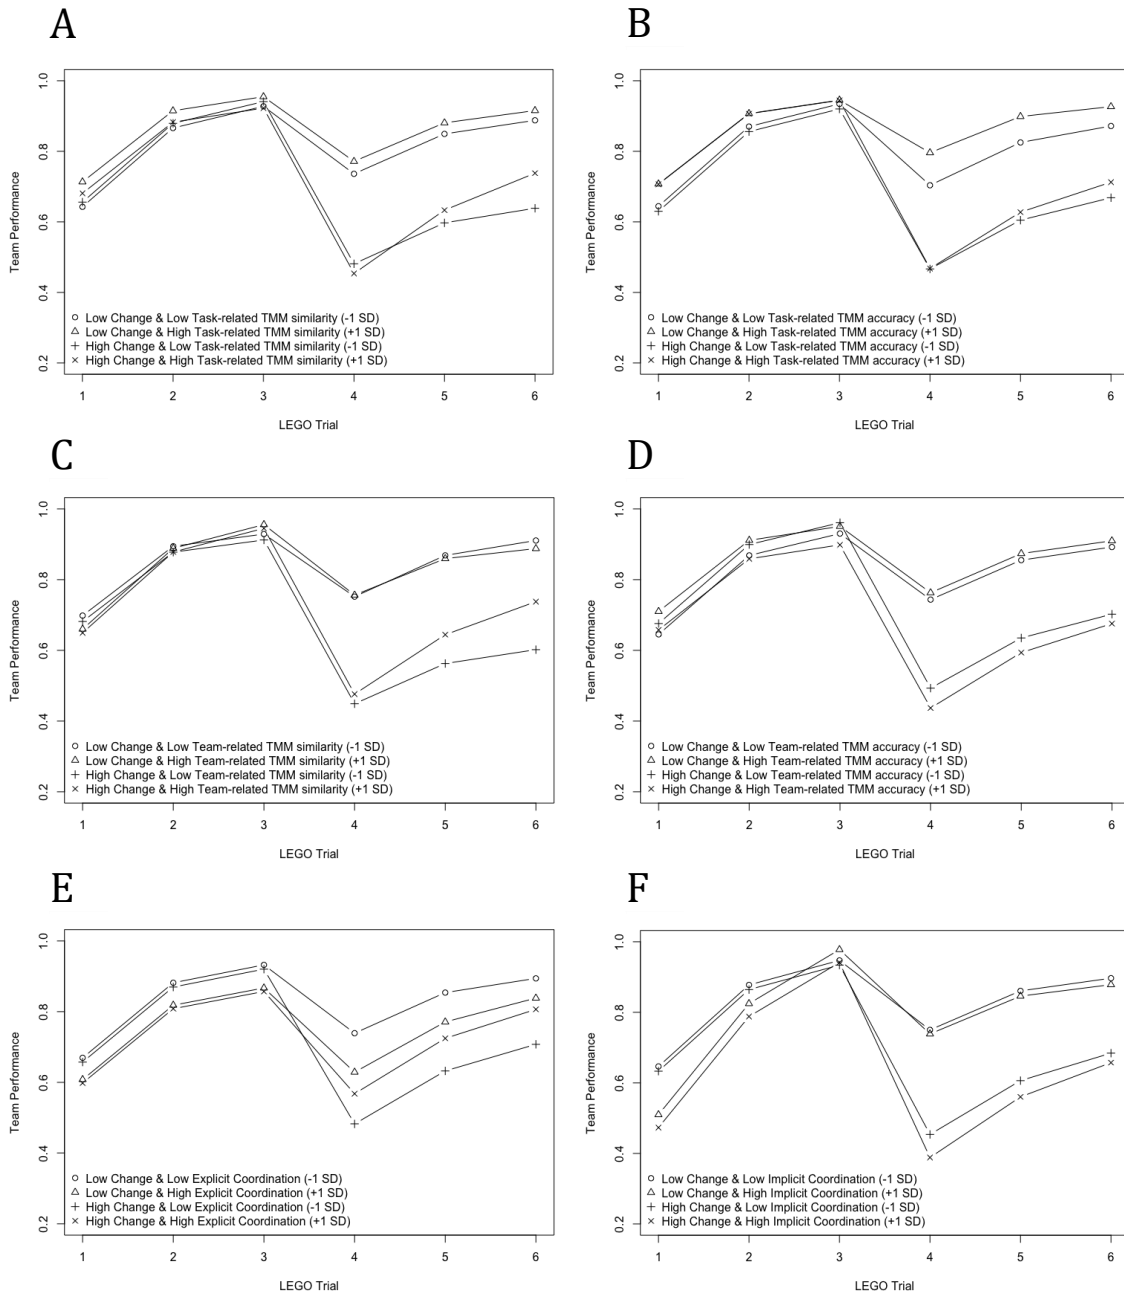 A
Team Performance
1.0
0.8
0.6
0.4
0.2
Low Change & Low Task-related TMM similarity (-1 SD)
Low Change & High Task-related TMM similarity (+1 SD)
High Change & Low Task-related TMM similarity (-1 SD)
High Change & High Task-related TMM similarity (+1 SD)
1 2 3 4 5 6
LEGO Trial
B
Team Performance
1.0
0.8
0.6
0.4
0.2
Low Change & Low Task-related TMM accuracy (-1 SD)
Low Change & High Task-related TMM accuracy (+1 SD)
High Change & Low Task-related TMM accuracy (-1 SD)
High Change & High Task-related TMM accuracy (+1 SD)
1 2 3 4 5 6
LEGO Trial
C
Team Performance
1.0
0.8
0.6
0.4
0.2
Low Change & Low Team-related TMM similarity (-1 SD)
Low Change & High Team-related TMM similarity (+1 SD)
High Change & Low Team-related TMM similarity (-1 SD)
High Change & High Team-related TMM similarity (+1 SD)
1 2 3 4 5 6
LEGO Trial
D
Team Performance
1.0
0.8
0.6
0.4
0.2
Low Change & Low Team-related TMM accuracy (-1 SD)
Low Change & High Team-related TMM accuracy (+1 SD)
High Change & Low Team-related TMM accuracy (-1 SD)
High Change & High Team-related TMM accuracy (+1 SD)
1 2 3 4 5 6
LEGO Trial
E
Team Performance
1.0
0.8
0.6
0.4
0.2
Low Change & Low Explicit Coordination (-1 SD)
Low Change & High Explicit Coordination (+1 SD)
High Change & Low Explicit Coordination (-1 SD)
High Change & High Explicit Coordination (+1 SD)
1 2 3 4 5 6
LEGO Trial
F
Team Performance
1.0
0.8
0.6
0.4
0.2
Low Change & Low Implicit Coordination (-1 SD)
Low Change & High Implicit Coordination (+1 SD)
High Change & Low Implicit Coordination (-1 SD)
High Change & High Implicit Coordination (+1 SD)
1 2 3 4 5 6
LEGO Trial